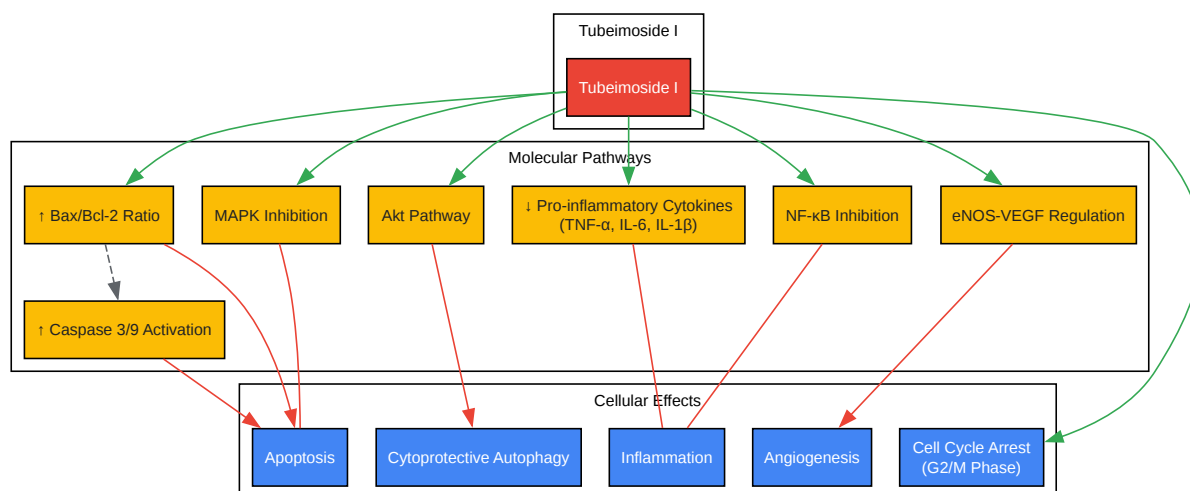 Tubeimoside I
Tubeimoside I
Molecular Pathways
↑ Bax/Bcl-2 Ratio
MAPK Inhibition
Akt Pathway
↓ Pro-inflammatory Cytokines
(TNF-α, IL-6, IL-1β)
NF-κB Inhibition
eNOS-VEGF Regulation
↑ Caspase 3/9 Activation
Cellular Effects
Apoptosis
Cytoprotective Autophagy
Inflammation
Angiogenesis
Cell Cycle Arrest
(G2/M Phase)